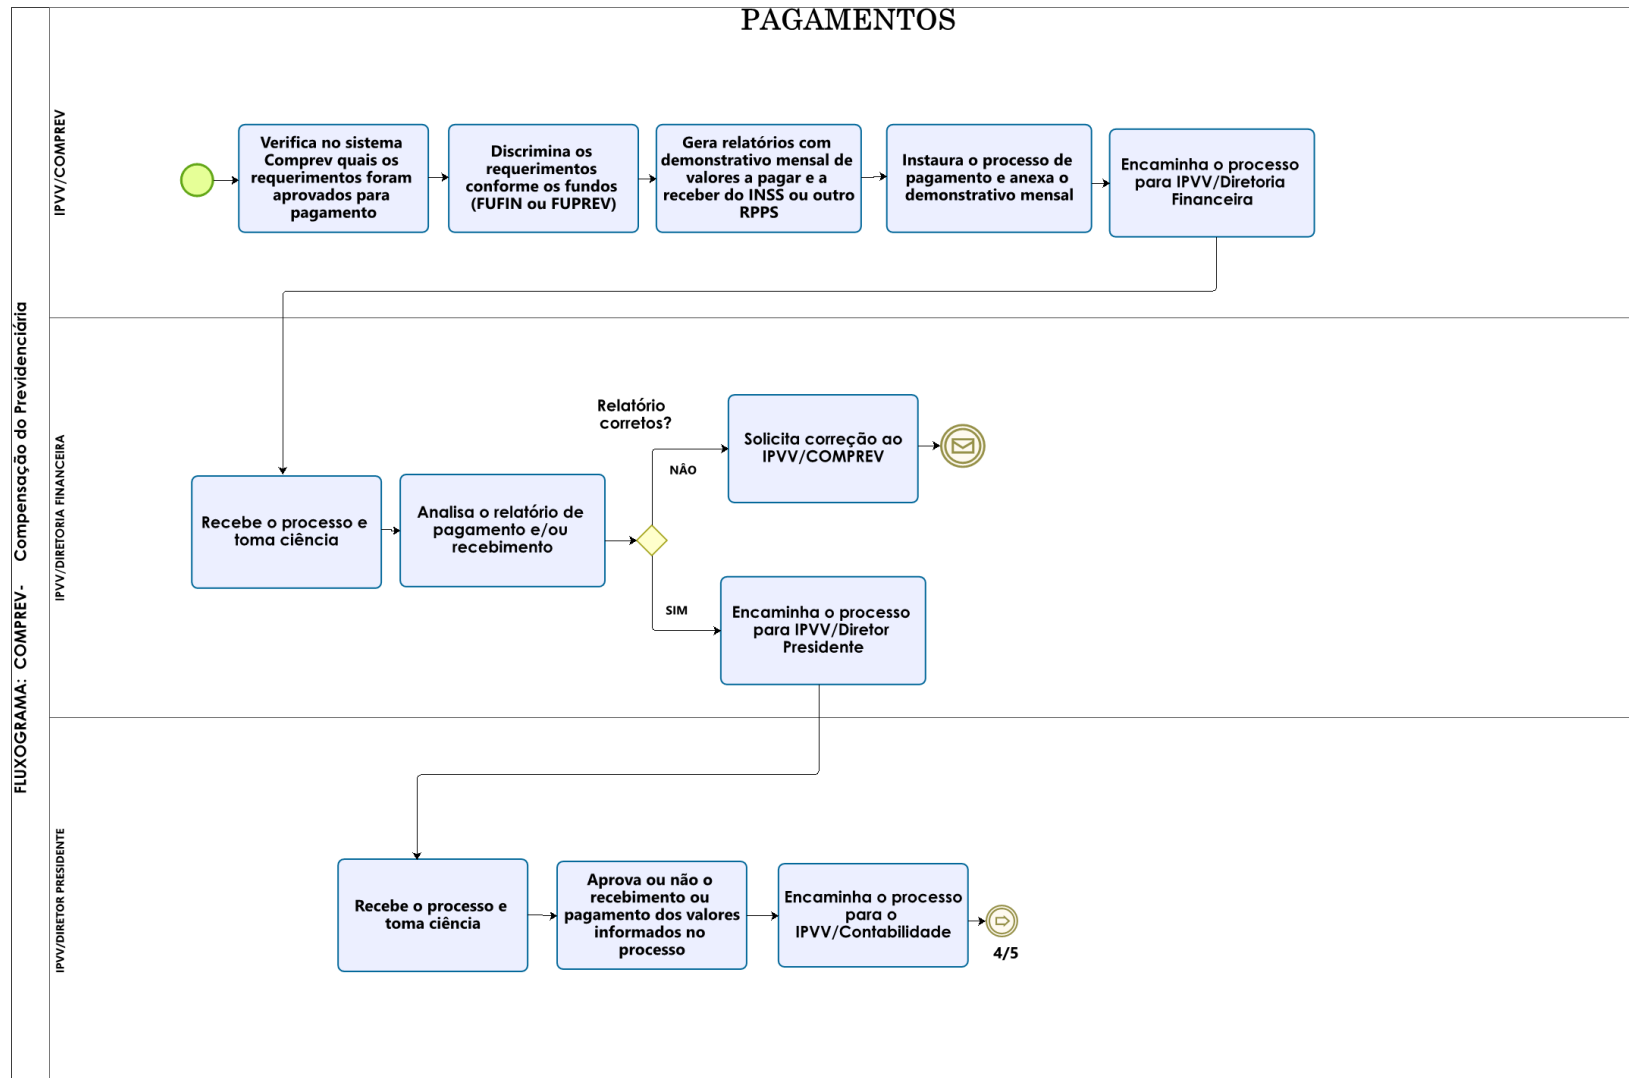 PAGAMENTOS
FLUXOGRAMA: COMPREV- Compensação do Previdenciária
IPVV/COMPREV
Verifica no sistema
Comprev quais os
requerimentos foram
aprovados para
pagamento
Discrimina os
requerimentos
conforme os fundos
(FUFIN ou FUPREV)
Gera relatórios com
demonstrativo mensal de
valores a pagar e a
receber do INSS ou outro
RPPS
Instaura o processo de
pagamento e anexa o
demonstrativo mensal
Encaminha o processo
para IPVV/Diretoria
Financeira
IPVV/DIRETORIA FINANCEIRA
Recebe o processo e
toma ciência
Analisa o relatório de
pagamento e/ou
recebimento
Relatório
corretos?
NÂO
Solicita correção ao
IPVV/COMPREV
SIM
Encaminha o processo
para IPVV/Diretor
Presidente
IPVV/DIRETOR PRESIDENTE
Recebe o processo e
toma ciência
Aprova ou não o
recebimento ou
pagamento dos valores
informados no
processo
Encaminha o processo
para o
IPVV/Contabilidade
4/5